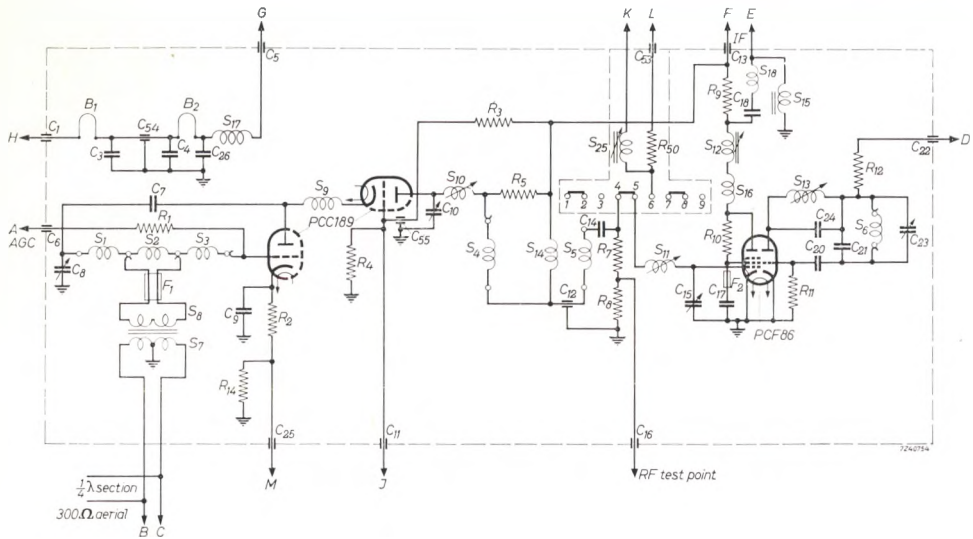 G
K
L
F
E
C5
C53
IF
C13
B1
B2
S17
H
C1
C54
C3
C4
C26
R3
R9
S18
C18
S15
S25
R50
S12
C22
D
R12
S9
PCC189
S10
R5
1 2 3 4 5 6 7 8 9
S16
S13
C7
R1
A
AGC
C6
S1
S2
S3
C8
F1
C10
C55
R4
S4
S14
S5
C14
R7
S11
R10
C24
C20
C21
S6
C23
C9
R2
S8
S7
C12
R8
C15
C17
F2
R11
PCF86
R14
C25
C11
C16
7Z40154
M
J
RF test point
1/4 λ section
300Ω aerial
B
C